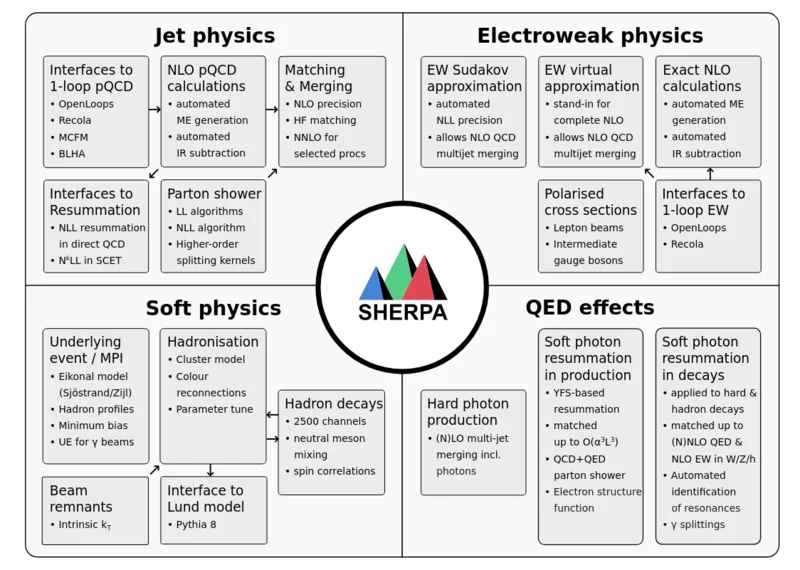 Jet physics
Interfaces to
1-loop pQCD
• OpenLoops
• Recola
• MCFM
• BLHA
NLO pQCD
calculations
• automated
ME generation
• automated
IR subtraction
Matching
& Merging
• NLO precision
• HF matching
• NNLO for
selected procs
Interfaces to
Resummation
• NLL resummation
in direct QCD
• NᵏLL in SCET
Parton shower
• LL algorithms
• NLL algorithm
• Higher-order
splitting kernels
Electroweak physics
EW Sudakov
approximation
• automated
NLL precision
• allows NLO QCD
multijet merging
EW virtual
approximation
• stand-in for
complete NLO
• allows NLO QCD
multijet merging
Exact NLO
calculations
• automated ME
generation
• automated
IR subtraction
Polarised
cross sections
• Lepton beams
• Intermediate
gauge bosons
Interfaces to
1-loop EW
• OpenLoops
• Recola
SHERPA
Soft physics
Underlying
event / MPI
• Eikonal model
(Sjöstrand/Zijl)
• Hadron profiles
• Minimum bias
• UE for γ beams
Hadronisation
• Cluster model
• Colour
reconnections
• Parameter tune
Hadron decays
• 2500 channels
• neutral meson
mixing
• spin correlations
Beam
remnants
• Intrinsic k_T
Interface to
Lund model
• Pythia 8
QED effects
Hard photon
production
• (N)LO multi-jet
merging incl.
photons
Soft photon
resummation
in production
• YFS-based
resummation
• matched
up to O(α³L³)
• QCD+QED
parton shower
• Electron structure
function
Soft photon
resummation
in decays
• applied to hard &
hadron decays
• matched up to
(N)NLO QED &
NLO EW in W/Z/h
• Automated
identification
of resonances
• γ splittings